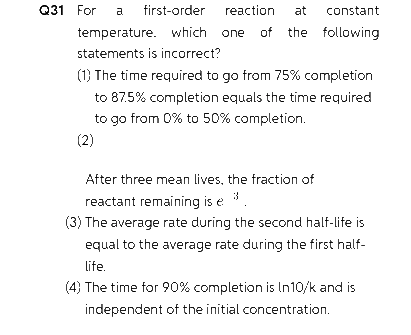 Q31 For a first-order reaction at constant
temperature, which one of the following
statements is incorrect?
(1) The time required to go from 75% completion
to 87.5% completion equals the time required
to go from 0% to 50% completion.
(2)
After three mean lives, the fraction of
reactant remaining is e ³ .
(3) The average rate during the second half-life is
equal to the average rate during the first half-
life.
(4) The time for 90% completion is ln10/k and is
independent of the initial concentration.